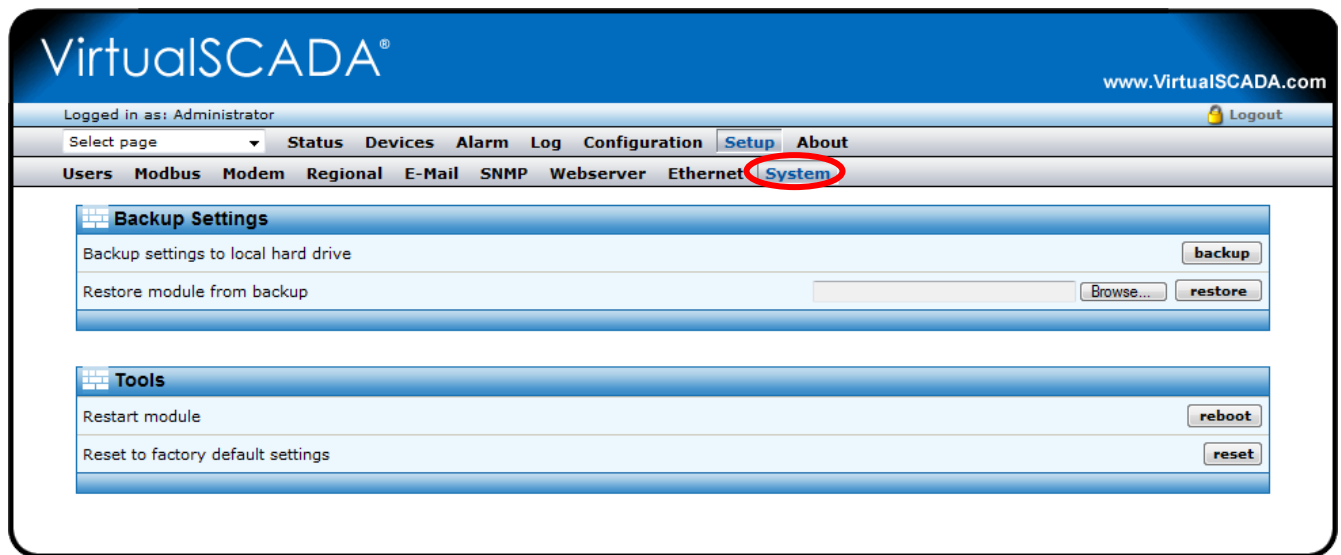 VirtualSCADA®
www.VirtualSCADA.com
Logged in as: Administrator Logout
Select page Status Devices Alarm Log Configuration Setup About
Users Modbus Modem Regional E-Mail SNMP Webserver Ethernet System
Backup Settings
Backup settings to local hard drive backup
Restore module from backup Browse... restore
Tools
Restart module reboot
Reset to factory default settings reset